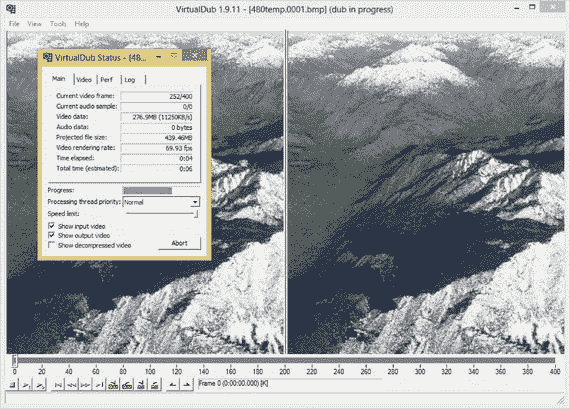 VirtualDub 1.9.11 - [480temp.0001.bmp] (dub in progress)
File View Tools Help
VirtualDub Status - [48...
Main Video Perf Log
Current video frame: 252/400
Current audio sample: 0/0
Video data: 276.9MB (11250KB/s)
Audio data: 0 bytes
Projected file size: 439.46MB
Video rendering rate: 69.93 fps
Time elapsed: 0:04
Total time (estimated): 0:06
Progress:
Processing thread priority: Normal
Speed limit:
Show input video
Show output video
Show decompressed video
Abort
0 20 40 60 80 100 120 140 160 180 200 220 240 260 280 300 320 340 360 380 400
Frame 0 (0:00:00.000) [K]